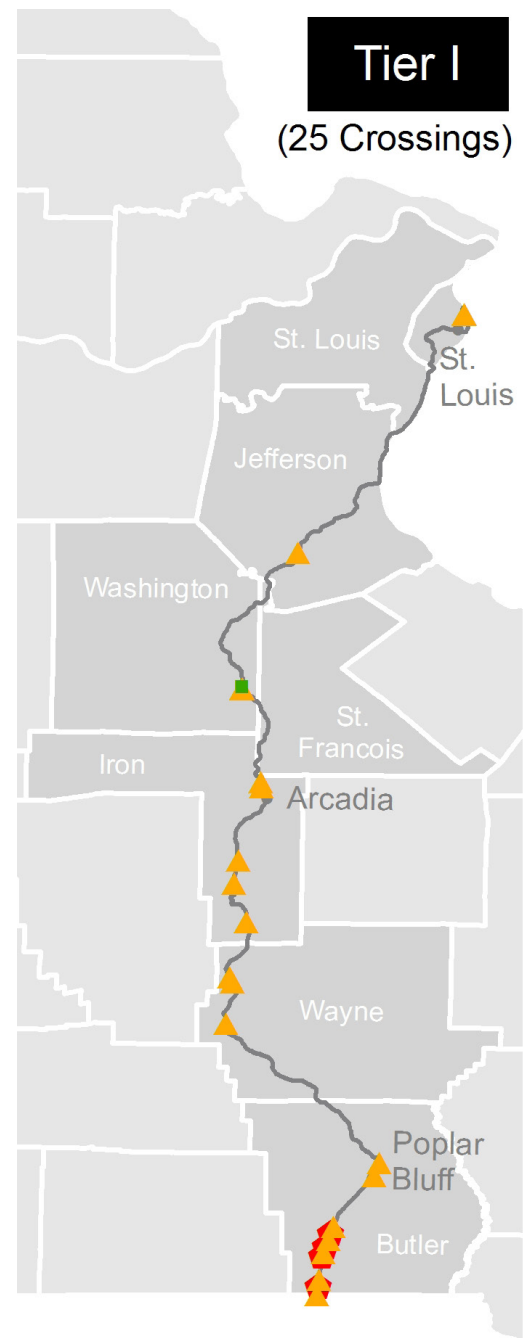 Tier I
(25 Crossings)
St. Louis
St.
Louis
Jefferson
Washington
St.
Francois
Iron
Arcadia
Wayne
Poplar
Bluff
Butler